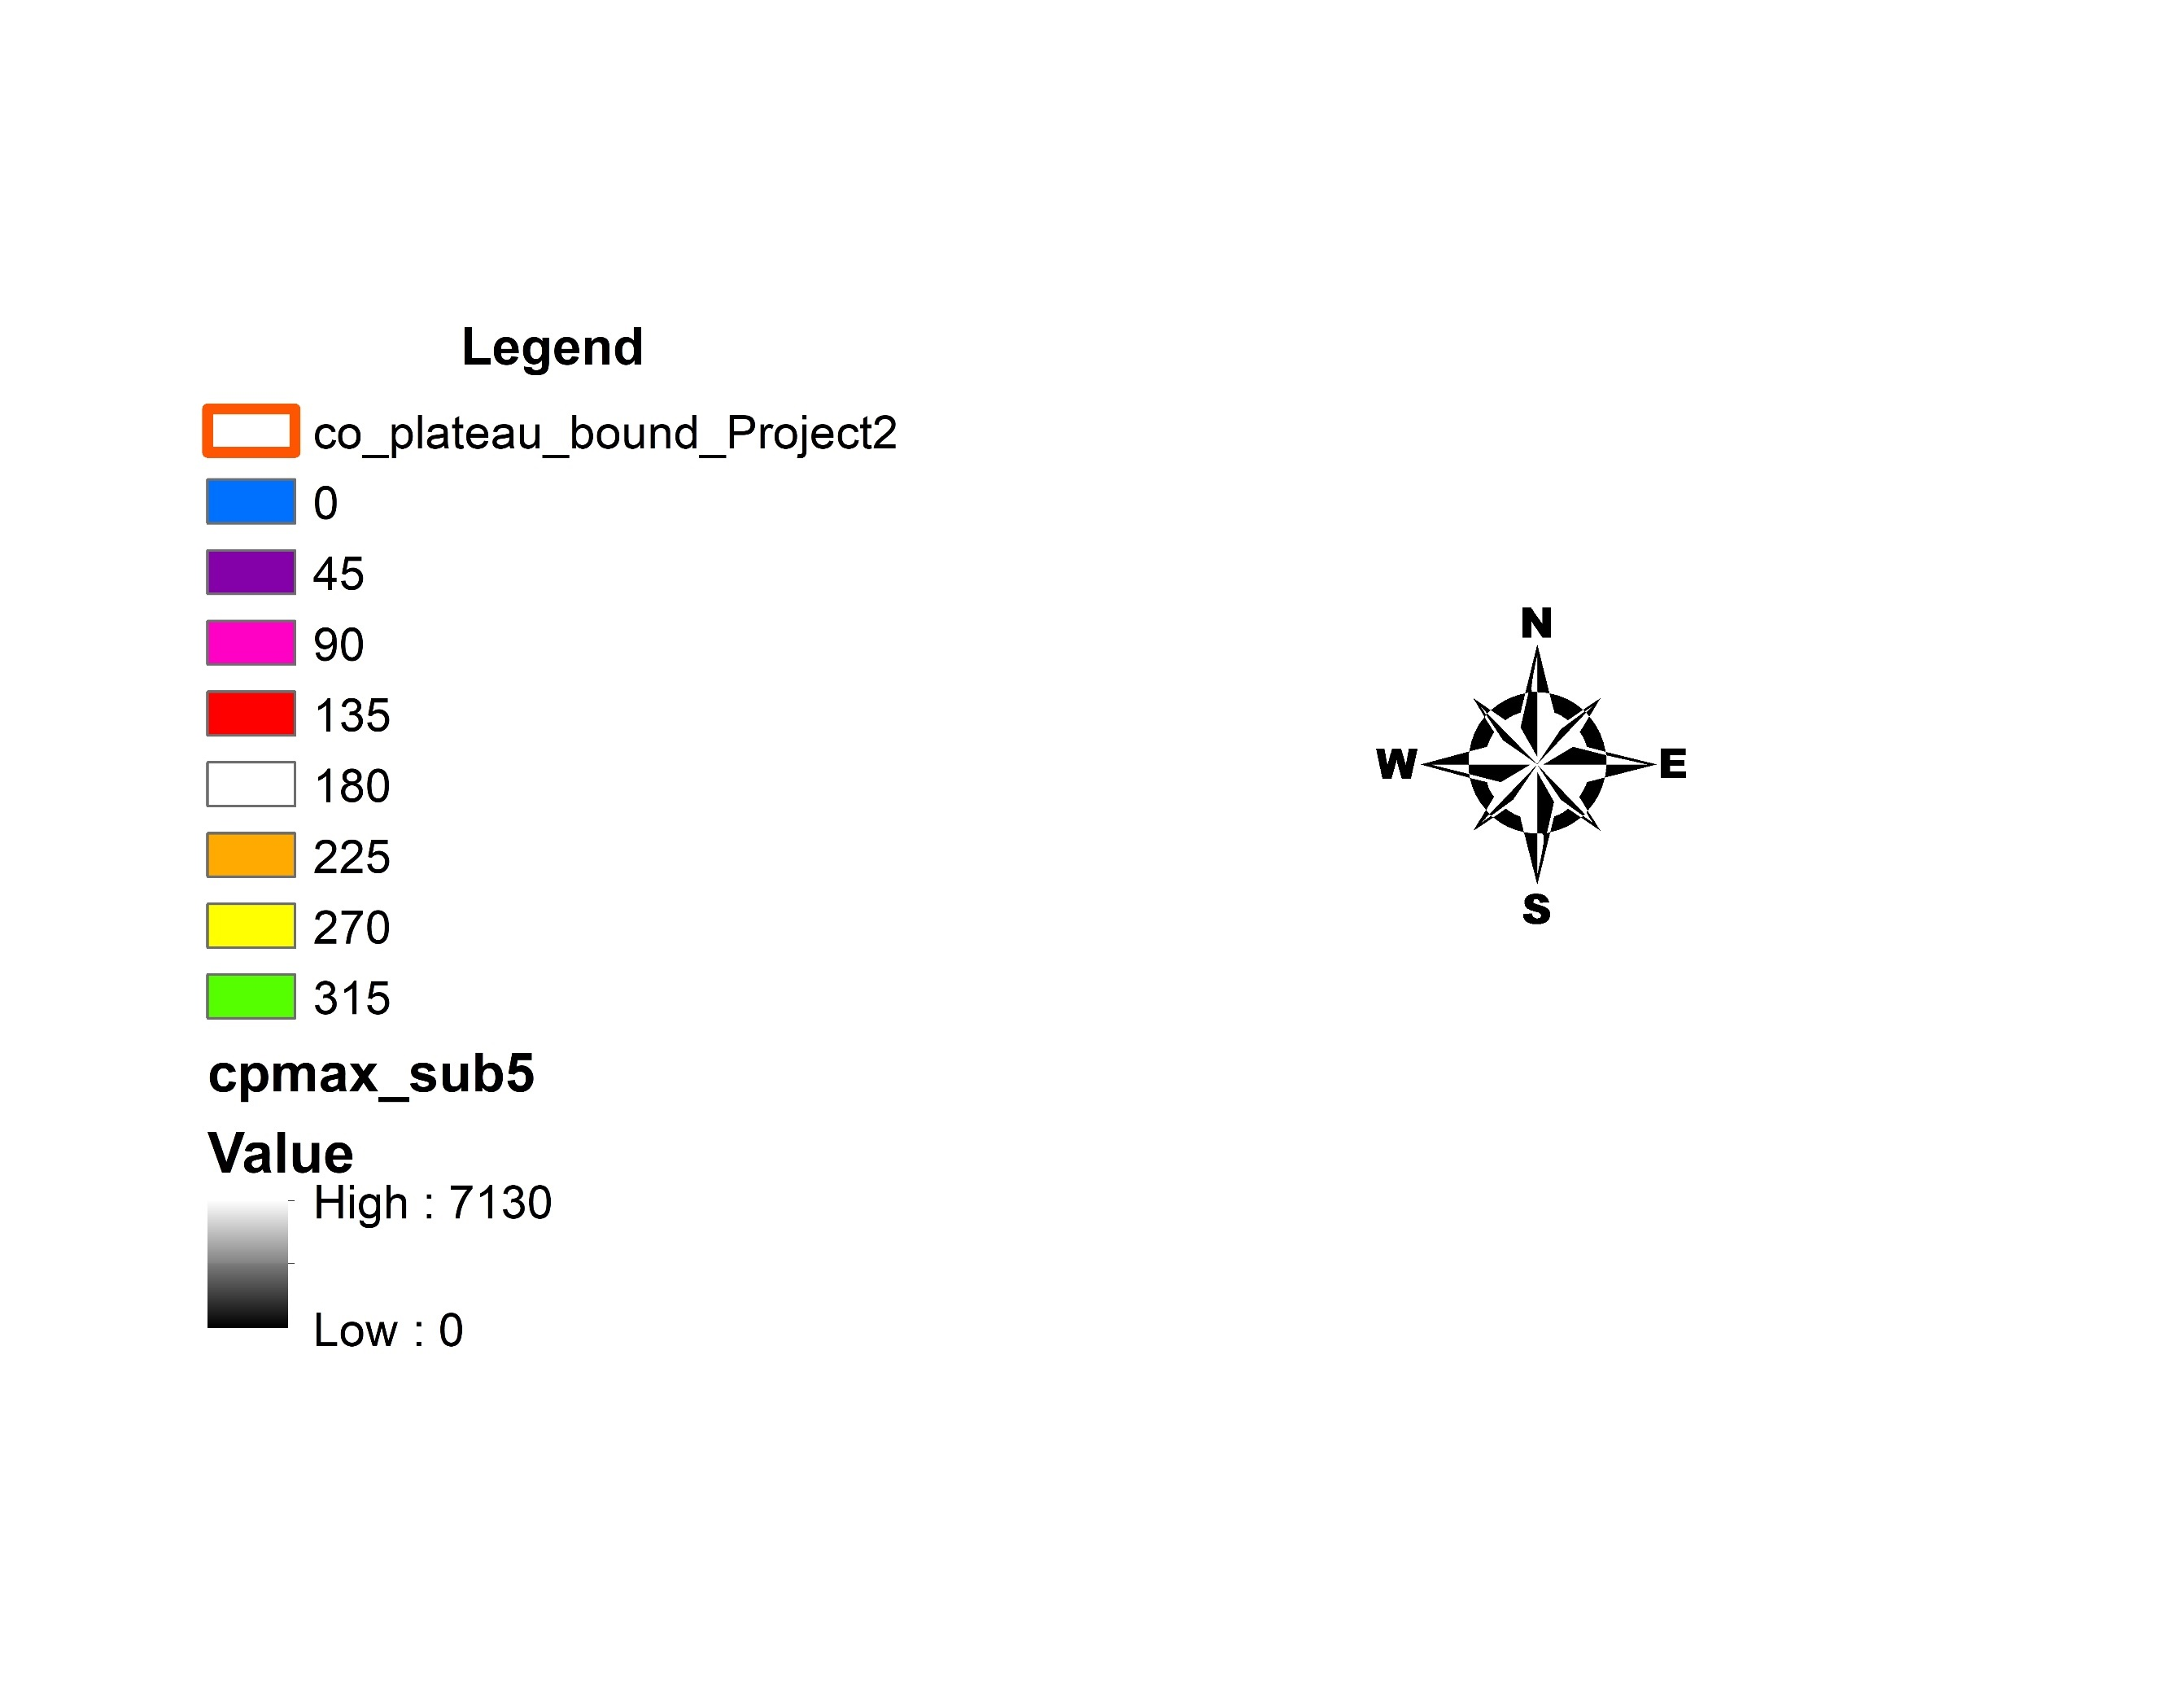 Legend
co_plateau_bound_Project2
0
45
90
135
180
225
270
315
cpmax_sub5
Value
High : 7130
Low : 0
N
W E
S